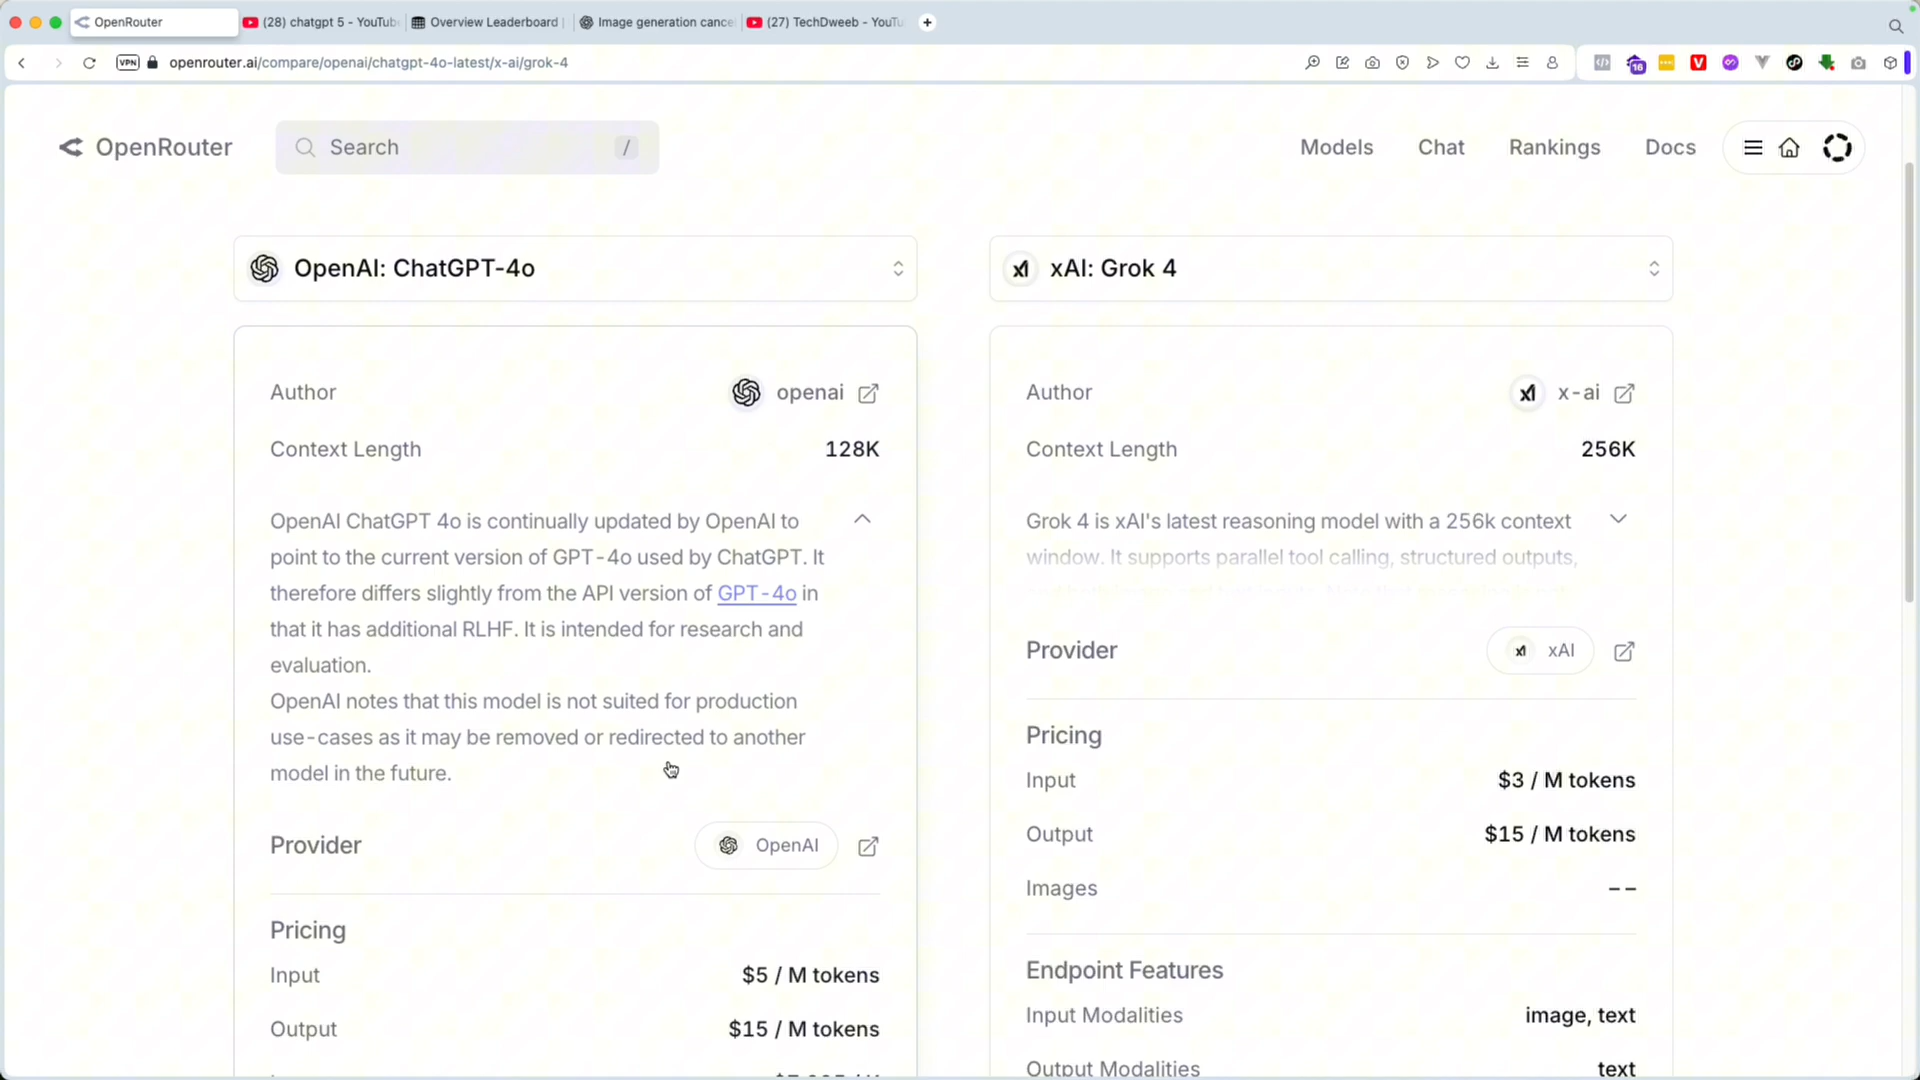 OpenRouter
(28) chatgpt 5 - YouTub
Overview Leaderboard |
Image generation cance
(27) TechDweeb - YouTu
VPN
openrouter.ai/compare/openai/chatgpt-4o-latest/x-ai/grok-4
16
OpenRouter
Search
/
Models
Chat
Rankings
Docs
OpenAI: ChatGPT-4o
xAI: Grok 4
Author
openai
Context Length
128K
OpenAI ChatGPT 4o is continually updated by OpenAI to
point to the current version of GPT-4o used by ChatGPT. It
therefore differs slightly from the API version of GPT-4o in
that it has additional RLHF. It is intended for research and
evaluation.
OpenAI notes that this model is not suited for production
use-cases as it may be removed or redirected to another
model in the future.
Provider
OpenAI
Pricing
Input
$5 / M tokens
Output
$15 / M tokens
Author
x-ai
Context Length
256K
Grok 4 is xAI's latest reasoning model with a 256k context
window. It supports parallel tool calling, structured outputs,
Provider
xAI
Pricing
Input
$3 / M tokens
Output
$15 / M tokens
Images
--
Endpoint Features
Input Modalities
image, text
Output Modalities
text